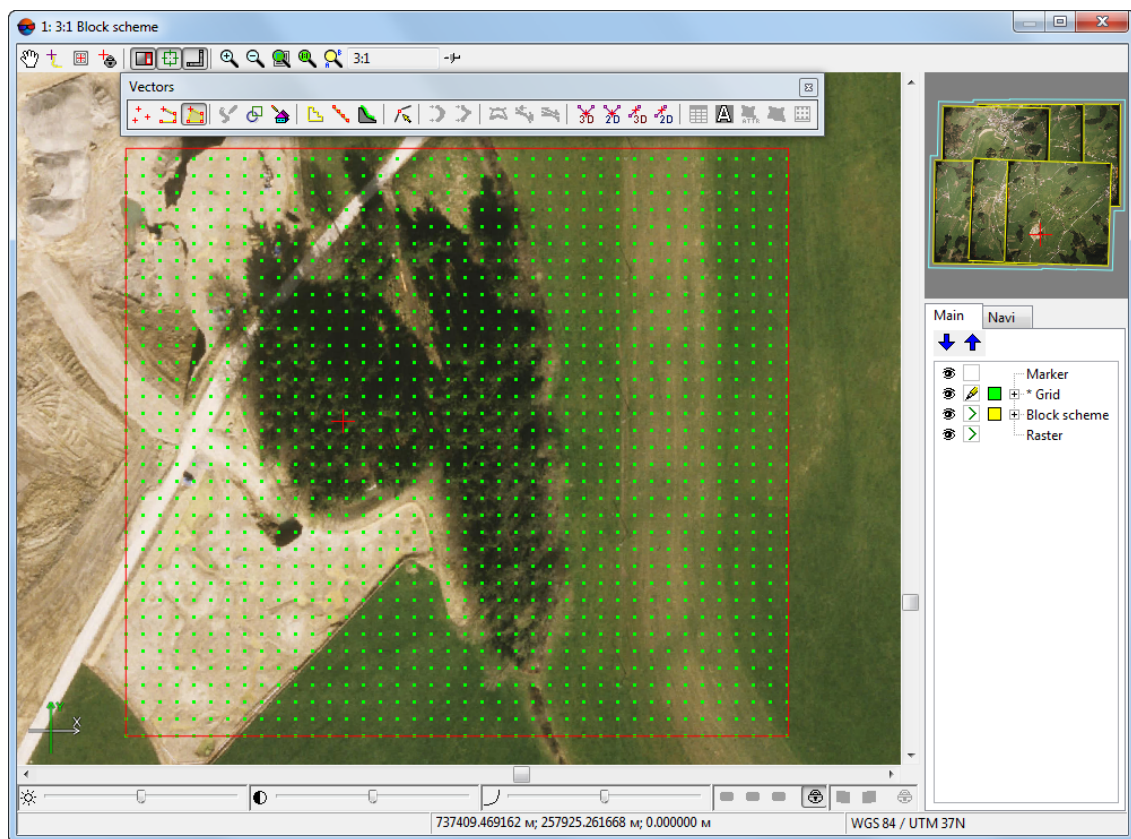 1: 3:1 Block scheme
3:1
Vectors
3D 2D 3D 2D A ATTR
Main Navi
Marker
* Grid
Block scheme
Raster
Y
X
737409.469162 м; 257925.261668 м; 0.000000 м
WGS 84 / UTM 37N